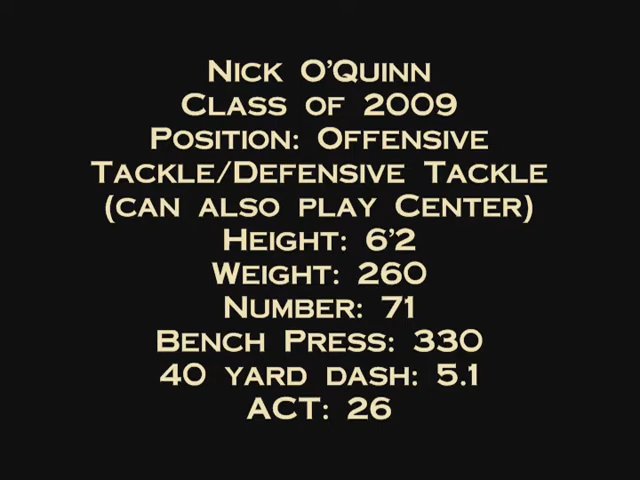 Nick O'Quinn
Class of 2009
Position: Offensive
Tackle/Defensive Tackle
(can also play Center)
Height: 6'2
Weight: 260
Number: 71
Bench Press: 330
40 yard dash: 5.1
ACT: 26